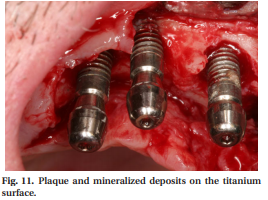 Fig. 11. Plaque and mineralized deposits on the titanium
surface.